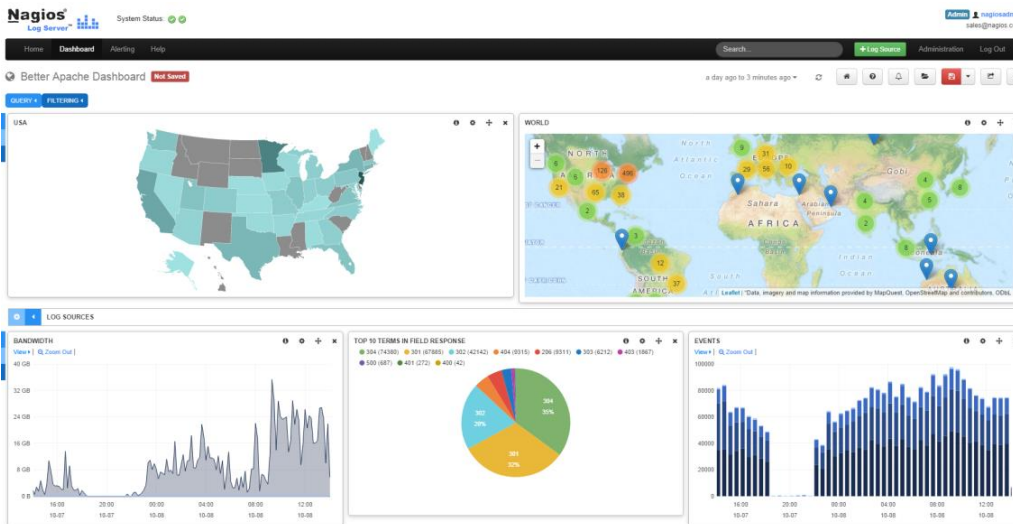 Nagios®
Log Server™
System Status:
Admin nagiosadm
sales@nagios.c
Home Dashboard Alerting Help
Search...
+Log Source Administration Log Out
Better Apache Dashboard Not Saved
a day ago to 3 minutes ago
QUERY FILTERING
USA
WORLD
+
−
North
Atlantic
Ocean
NORTH
EUROPE
Gobi
Sahara
Arabian
Peninsula
AFRICA
Indian
Ocean
SOUTH
AMERICA
South
9
31
6
126
486
5
29
56
10
21
65
38
2
4
8
5
4
2
3
8
12
37
Leaflet | "Data, imagery and map information provided by MapQuest, OpenStreetMap and contributors, ODbL
LOG SOURCES
BANDWIDTH
View | Zoom Out |
40 GB
32 GB
24 GB
16 GB
8 GB
0 B
16:00 20:00 00:00 04:00 08:00 12:00
10-07 10-07 10-08 10-08 10-08 10-08
TOP 10 TERMS IN FIELD RESPONSE
304 (74380) 301 (67885) 302 (42142) 404 (9315) 206 (9311) 303 (6212) 403 (1867)
500 (687) 401 (272) 400 (42)
304
35%
302
20%
301
32%
EVENTS
View | Zoom Out |
100000
80000
60000
40000
20000
0
16:00 20:00 00:00 04:00 08:00 12:00
10-07 10-07 10-08 10-08 10-08 10-08